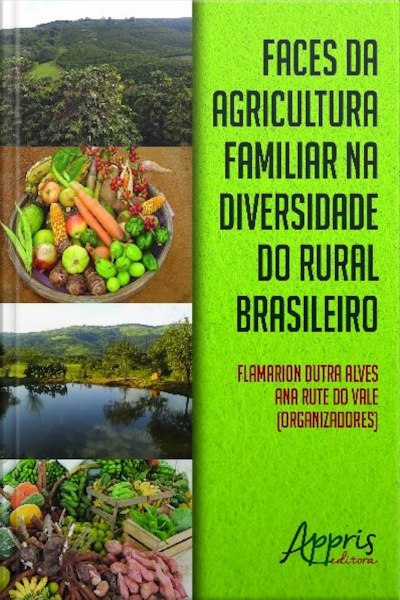 FACES DA
AGRICULTURA
FAMILIAR NA
DIVERSIDADE
DO RURAL
BRASILEIRO
FLAMARION DUTRA ALVES
ANA RUTE DO VALE
(ORGANIZADORES)
Appris
editora